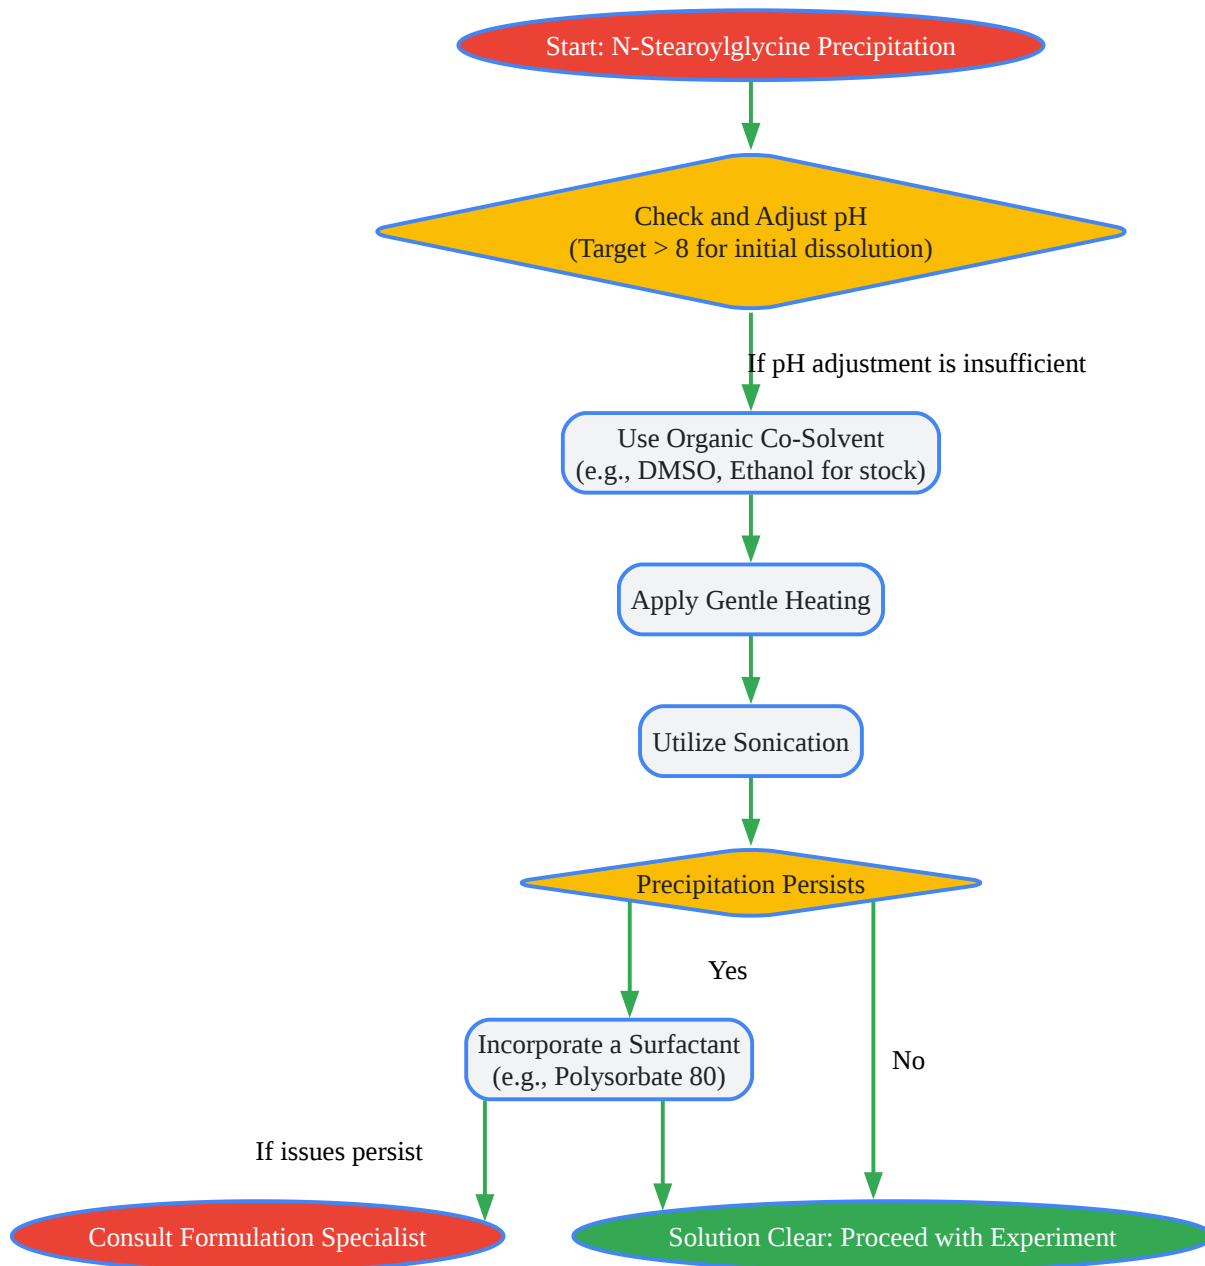 Start: N-Stearoylglycine Precipitation
Check and Adjust pH
(Target > 8 for initial dissolution)
If pH adjustment is insufficient
Use Organic Co-Solvent
(e.g., DMSO, Ethanol for stock)
Apply Gentle Heating
Utilize Sonication
Precipitation Persists
Yes
Incorporate a Surfactant
(e.g., Polysorbate 80)
No
If issues persist
Consult Formulation Specialist
Solution Clear: Proceed with Experiment